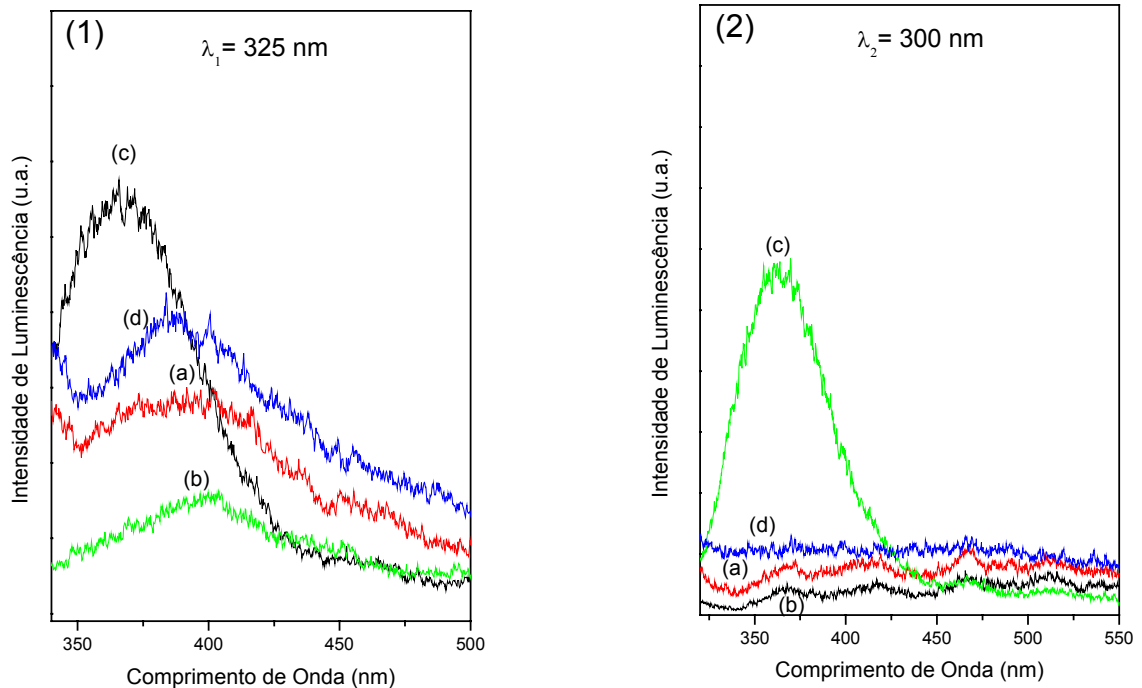 (1)
λ₁= 325 nm
(c)
(d)
(a)
(b)
Intensidade de Luminescência (u.a.)
350 400 450 500
Comprimento de Onda (nm)
(2)
λ₂= 300 nm
(c)
(d)
(a)
(b)
Intensidade de Luminescência (u.a.)
350 400 450 500 550
Comprimento de Onda (nm)